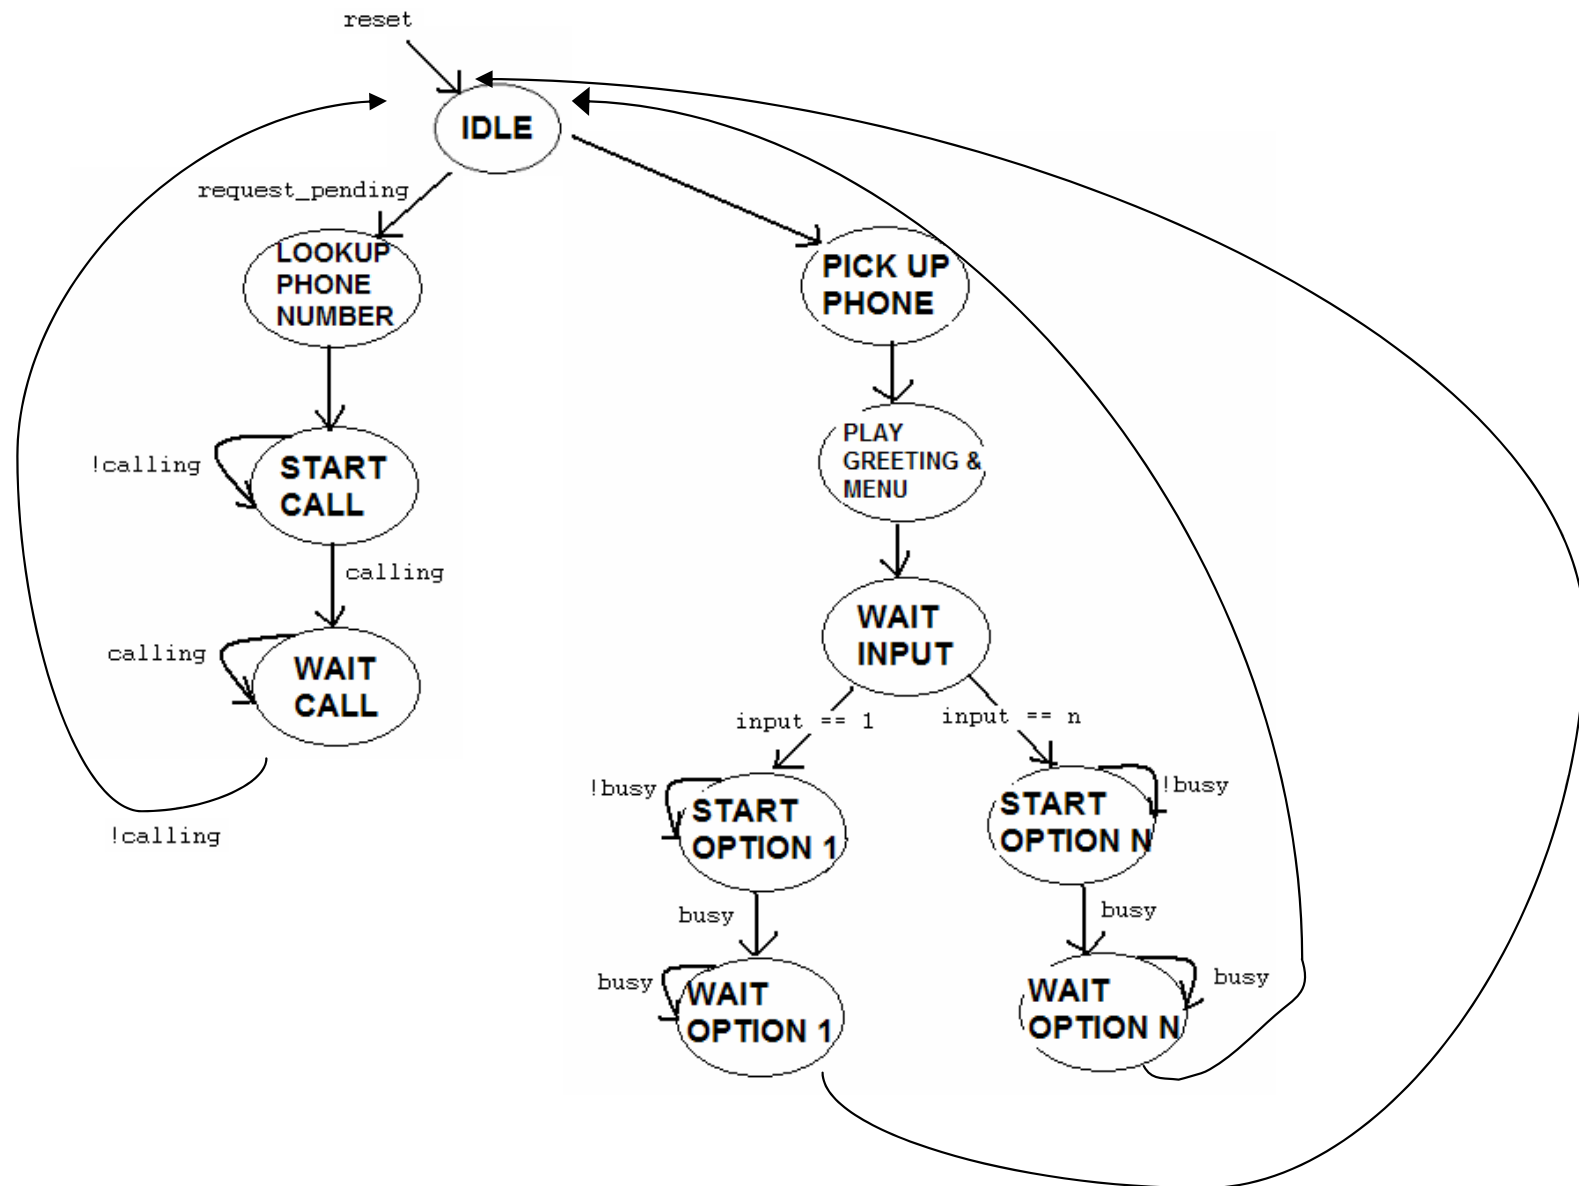 reset
IDLE
request_pending
LOOKUP
PHONE
NUMBER
!calling
START
CALL
calling
calling
WAIT
CALL
!calling
PICK UP
PHONE
PLAY
GREETING &
MENU
WAIT
INPUT
input == 1
input == n
!busy
START
OPTION 1
busy
busy
WAIT
OPTION 1
START
OPTION N
!busy
busy
WAIT
OPTION N
busy